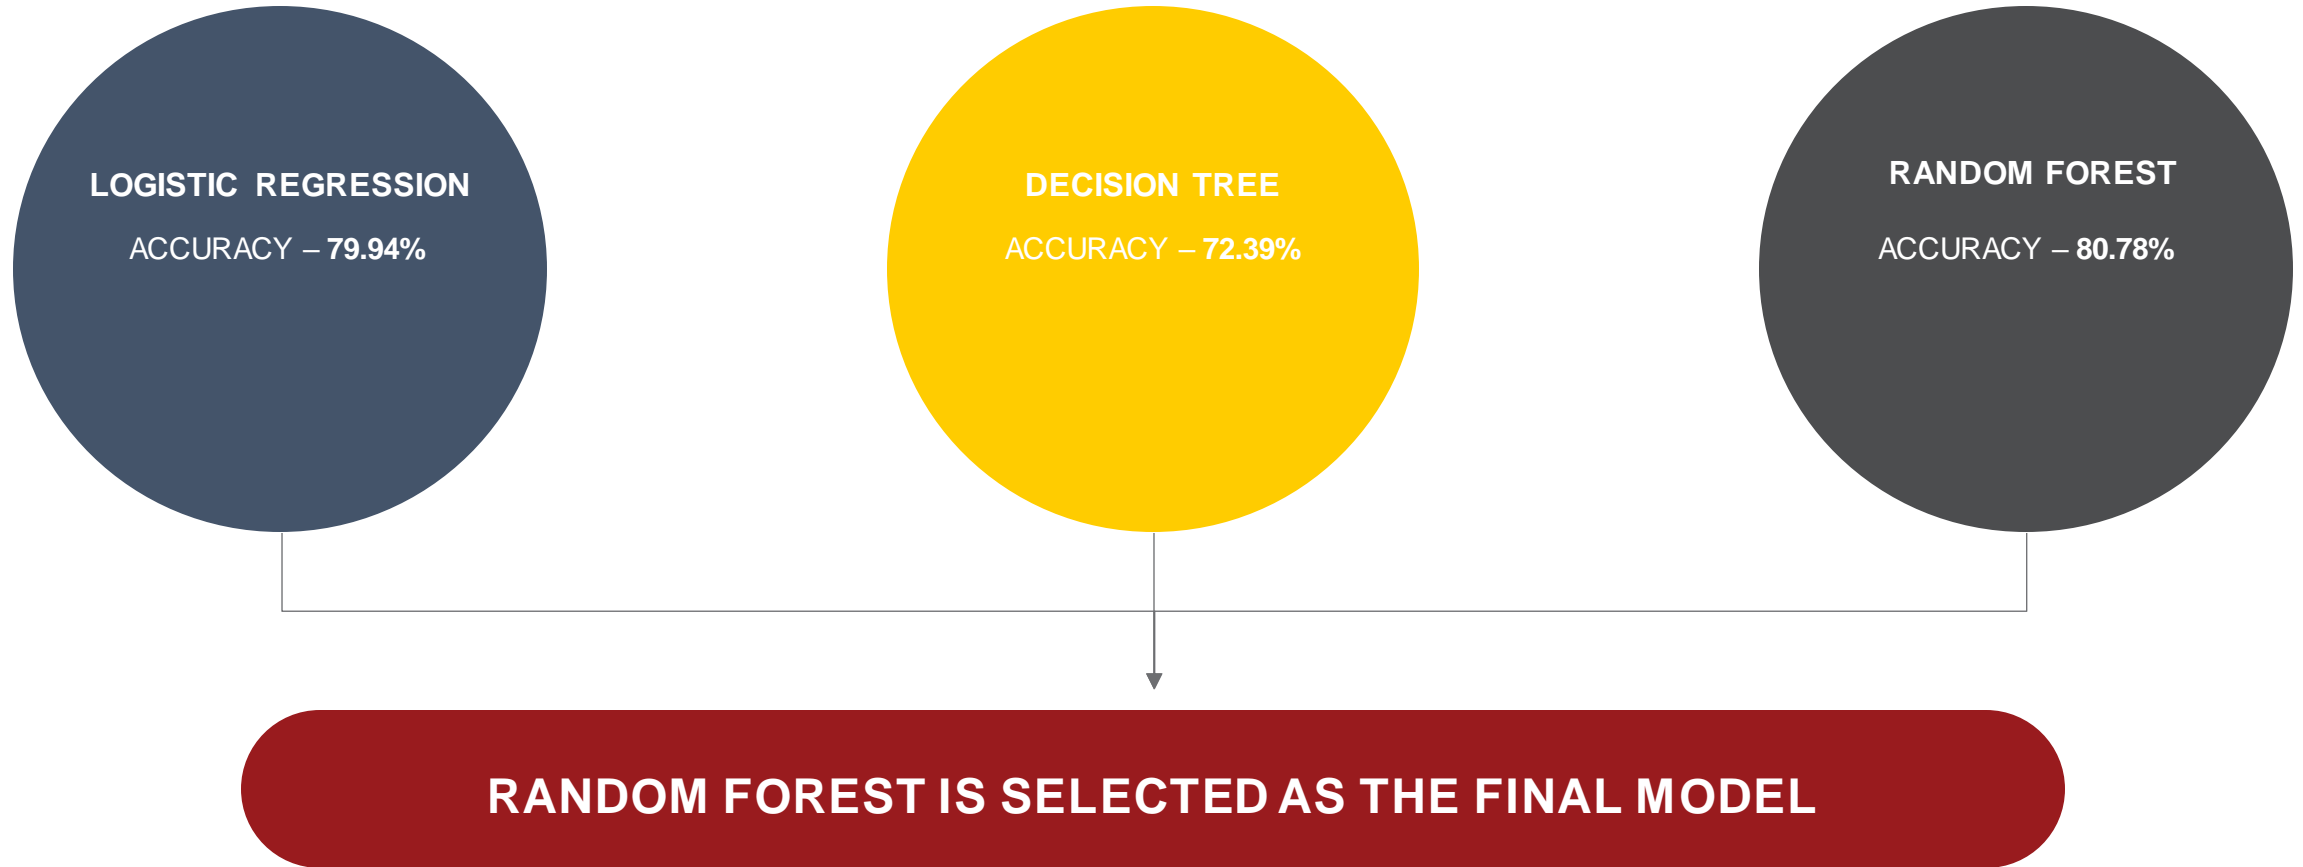 LOGISTIC REGRESSION
ACCURACY – 79.94%
DECISION TREE
ACCURACY – 72.39%
RANDOM FOREST
ACCURACY – 80.78%
RANDOM FOREST IS SELECTED AS THE FINAL MODEL